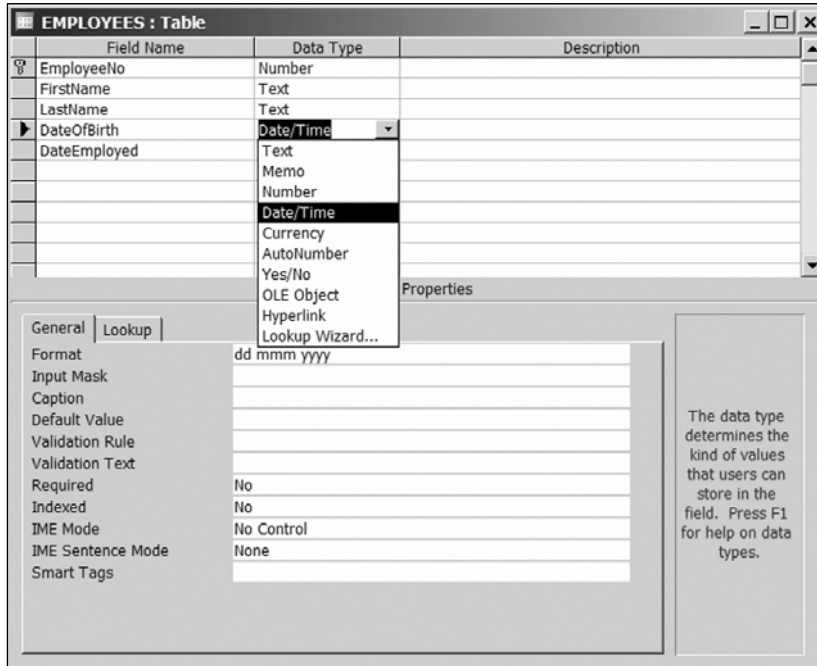 EMPLOYEES : Table
Field Name Data Type Description
EmployeeNo Number
FirstName Text
LastName Text
DateOfBirth Date/Time
DateEmployed Text
Memo
Number
Date/Time
Currency
AutoNumber
Yes/No
OLE Object
Hyperlink
Lookup Wizard...
Properties
General Lookup
Format dd mmm yyyy
Input Mask
Caption
Default Value
Validation Rule
Validation Text
Required No
Indexed No
IME Mode No Control
IME Sentence Mode None
Smart Tags
The data type
determines the
kind of values
that users can
store in the
field. Press F1
for help on data
types.